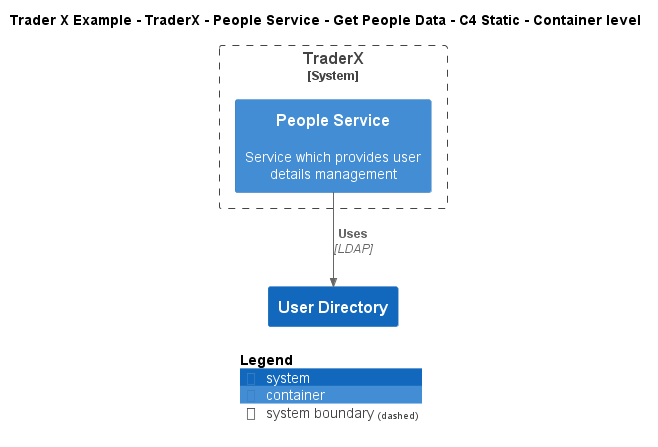 Trader X Example - TraderX - People Service - Get People Data - C4 Static - Container level
TraderX
[System]
People Service
Service which provides user
details management
Uses
[LDAP]
User Directory
Legend
system
container
system boundary (dashed)